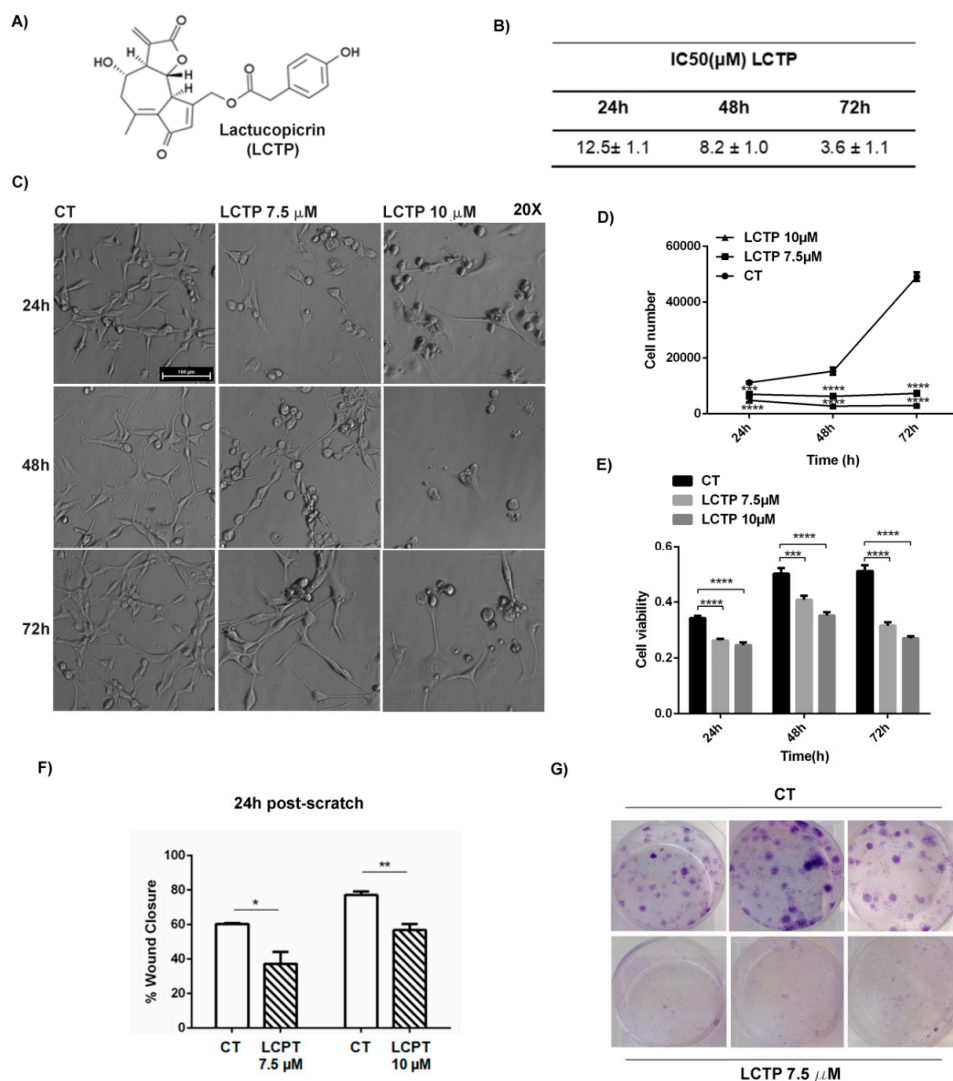 A)
O
O
H
HO
H
H
O
O
O
OH
Lactucopicrin
(LCTP)
B)
IC50(μM) LCTP
24h 48h 72h
12.5± 1.1 8.2 ± 1.0 3.6 ± 1.1
C)
CT LCTP 7.5 μM LCTP 10 μM 20X
24h
100 μm
48h
72h
D)
LCTP 10μM
LCTP 7.5μM
CT
60000
40000
20000
0
Cell number
*** **** ****
**** **** ****
24h 48h 72h
Time (h)
E)
CT
LCTP 7.5μM
LCTP 10μM
0.6
0.4
0.2
0.0
Cell viability
**** **** ****
**** *** ****
24h 48h 72h
Time(h)
F)
24h post-scratch
100
80
60
40
20
0
% Wound Closure
* **
CT LCPT CT LCPT
7.5 μM 10 μM
G)
CT
LCTP 7.5 μM